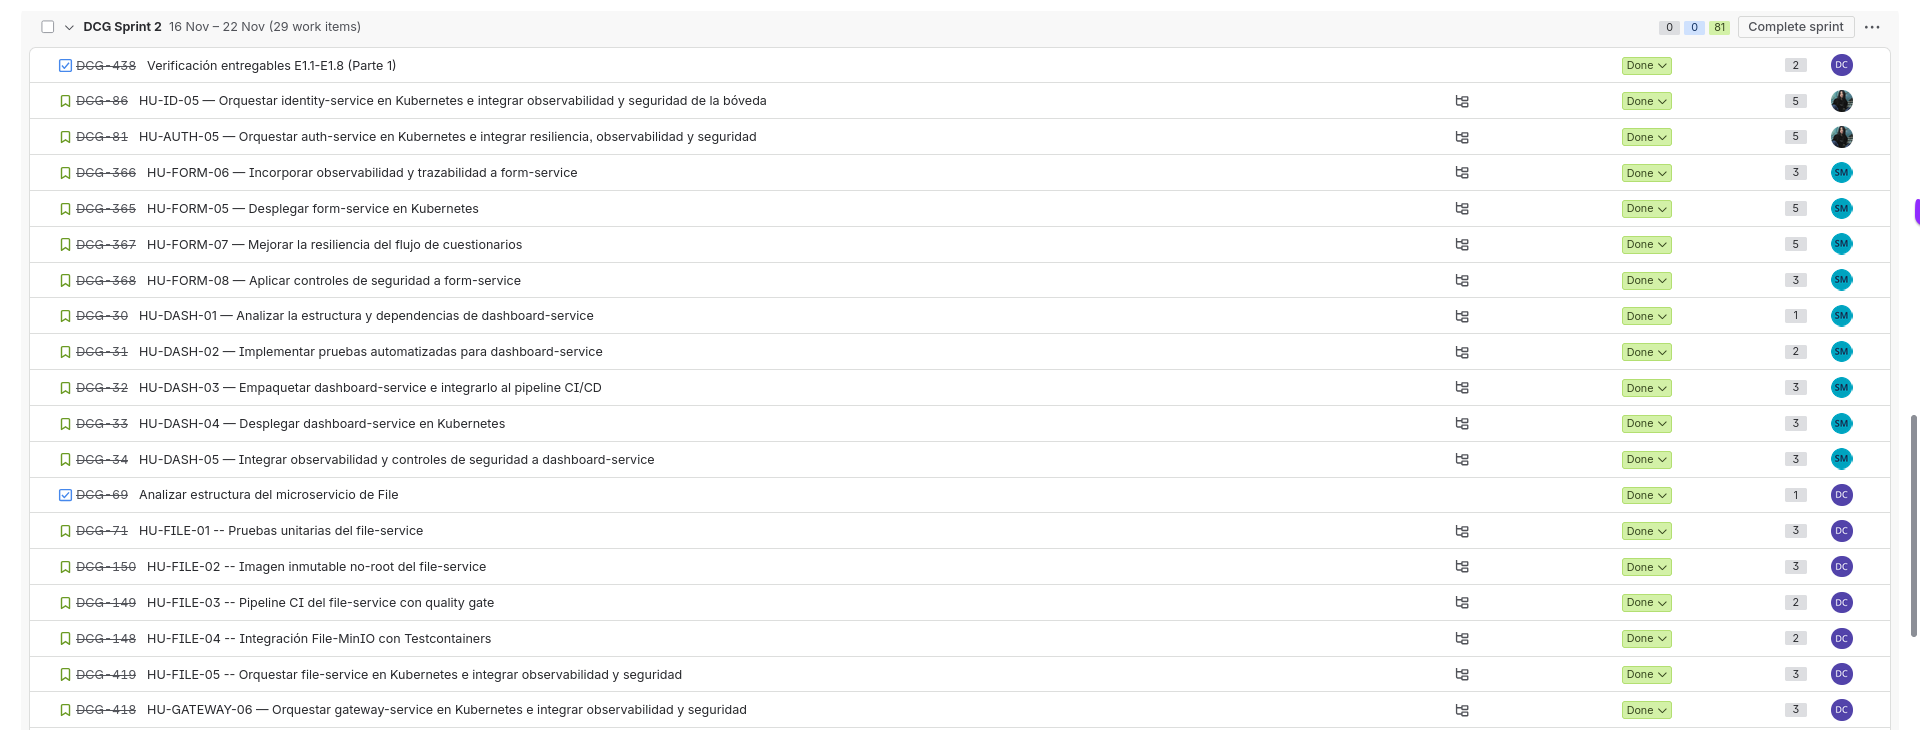 DCG Sprint 2 16 Nov – 22 Nov (29 work items) 0 0 81 Complete sprint
DCG-438 Verificación entregables E1.1-E1.8 (Parte 1) Done 2 DC
DCG-86 HU-ID-05 — Orquestar identity-service en Kubernetes e integrar observabilidad y seguridad de la bóveda Done 5
DCG-81 HU-AUTH-05 — Orquestar auth-service en Kubernetes e integrar resiliencia, observabilidad y seguridad Done 5
DCG-366 HU-FORM-06 — Incorporar observabilidad y trazabilidad a form-service Done 3 SM
DCG-365 HU-FORM-05 — Desplegar form-service en Kubernetes Done 5 SM
DCG-367 HU-FORM-07 — Mejorar la resiliencia del flujo de cuestionarios Done 5 SM
DCG-368 HU-FORM-08 — Aplicar controles de seguridad a form-service Done 3 SM
DCG-30 HU-DASH-01 — Analizar la estructura y dependencias de dashboard-service Done 1 SM
DCG-31 HU-DASH-02 — Implementar pruebas automatizadas para dashboard-service Done 2 SM
DCG-32 HU-DASH-03 — Empaquetar dashboard-service e integrarlo al pipeline CI/CD Done 3 SM
DCG-33 HU-DASH-04 — Desplegar dashboard-service en Kubernetes Done 3 SM
DCG-34 HU-DASH-05 — Integrar observabilidad y controles de seguridad a dashboard-service Done 3 SM
DCG-69 Analizar estructura del microservicio de File Done 1 DC
DCG-71 HU-FILE-01 -- Pruebas unitarias del file-service Done 3 DC
DCG-150 HU-FILE-02 -- Imagen inmutable no-root del file-service Done 3 DC
DCG-149 HU-FILE-03 -- Pipeline CI del file-service con quality gate Done 2 DC
DCG-148 HU-FILE-04 -- Integración File-MinIO con Testcontainers Done 2 DC
DCG-419 HU-FILE-05 -- Orquestar file-service en Kubernetes e integrar observabilidad y seguridad Done 3 DC
DCG-418 HU-GATEWAY-06 — Orquestar gateway-service en Kubernetes e integrar observabilidad y seguridad Done 3 DC